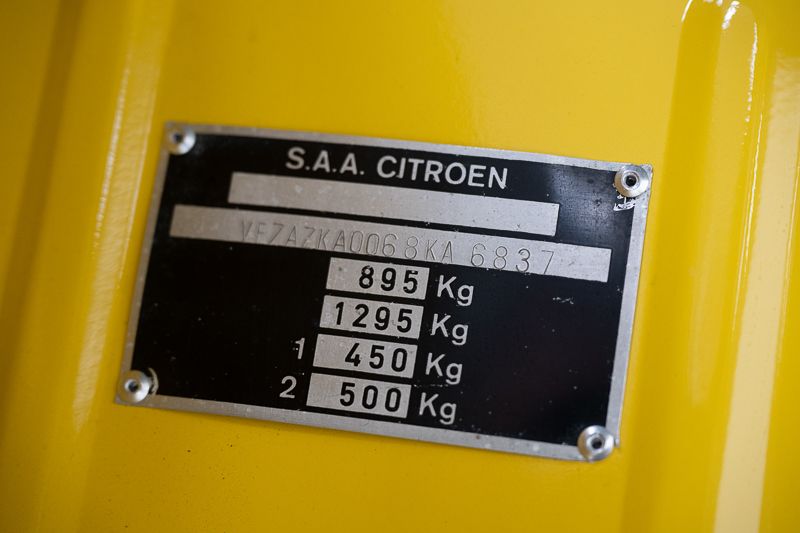 S.A.A. CITROEN
VF7AZKA0068KA 6837
895 Kg
1295 Kg
1 450 Kg
2 500 Kg